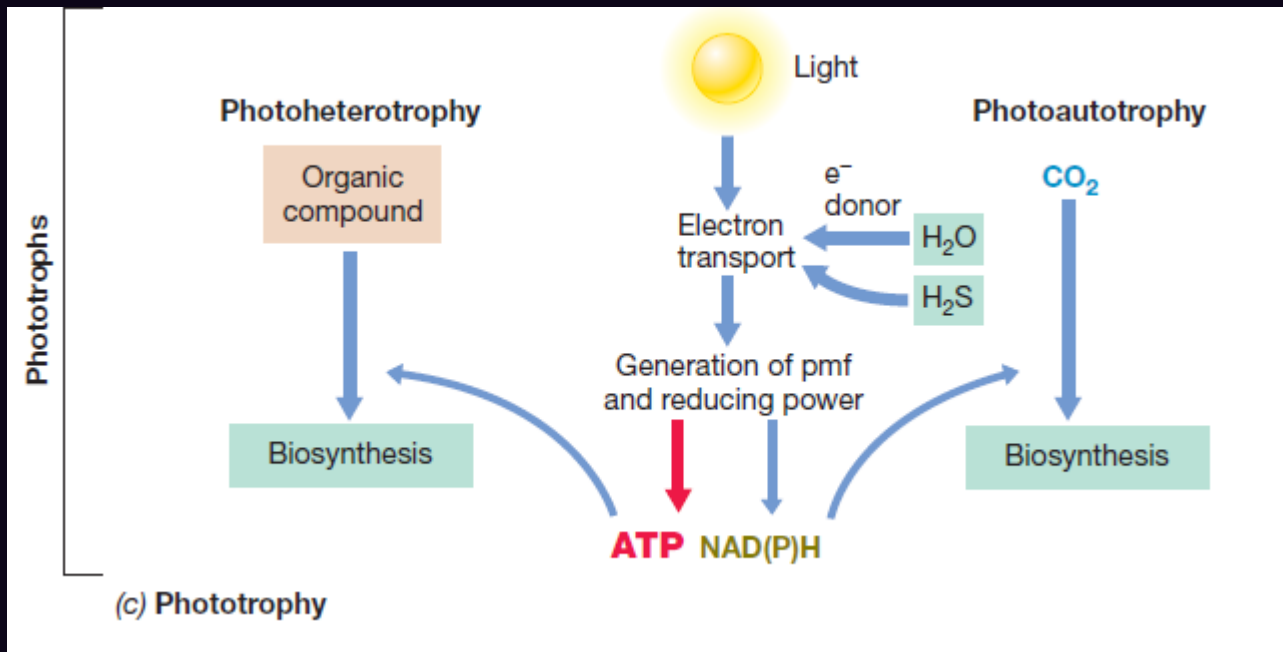 Light
Photoheterotrophy
Photoautotrophy
Organic
compound
e⁻
donor
CO₂
Electron
transport
H₂O
H₂S
Phototrophs
Generation of pmf
and reducing power
Biosynthesis
Biosynthesis
ATP NAD(P)H
(c) Phototrophy